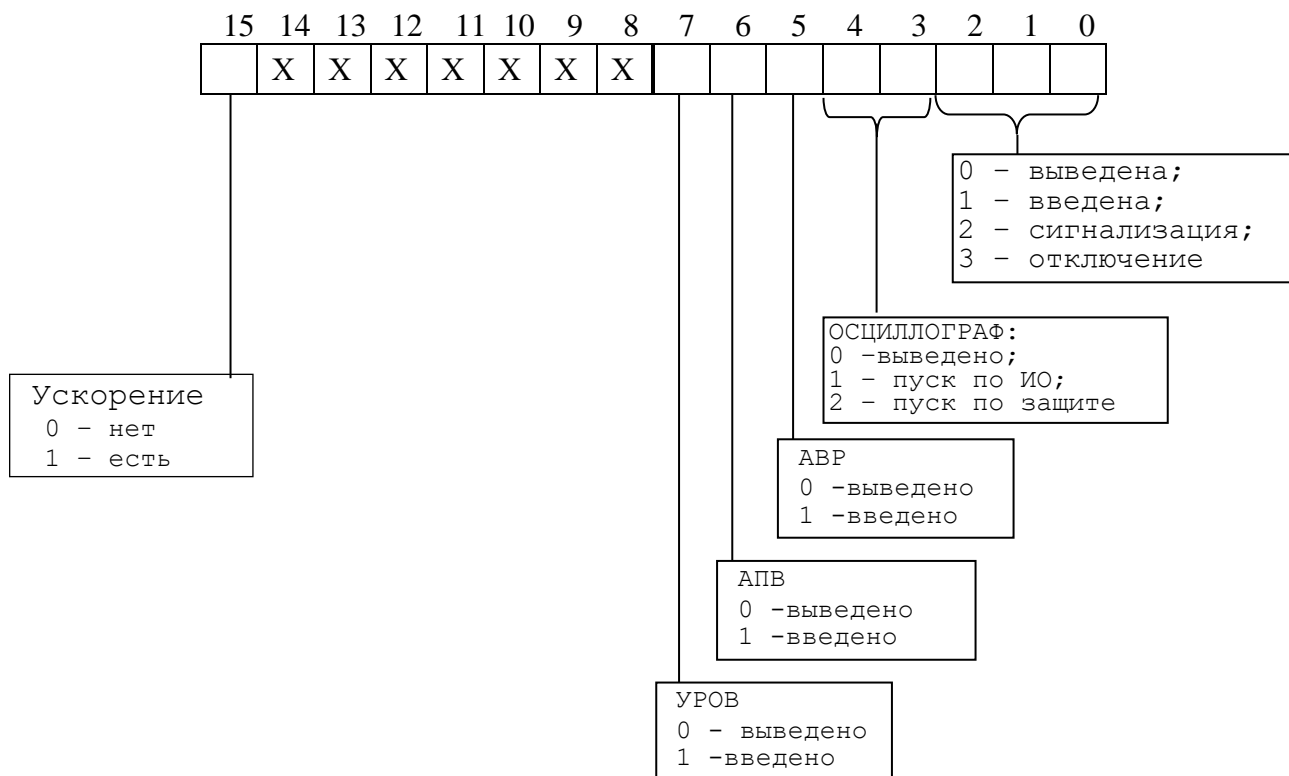 15 14 13 12 11 10 9 8 7 6 5 4 3 2 1 0
X X X X X X X
0 – выведена;
1 – введена;
2 – сигнализация;
3 – отключение
ОСЦИЛЛОГРАФ:
0 –выведено;
1 – пуск по ИО;
2 – пуск по защите
Ускорение
0 – нет
1 – есть
АВР
0 –выведено
1 –введено
АПВ
0 –выведено
1 –введено
УРОВ
0 – выведено
1 –введено